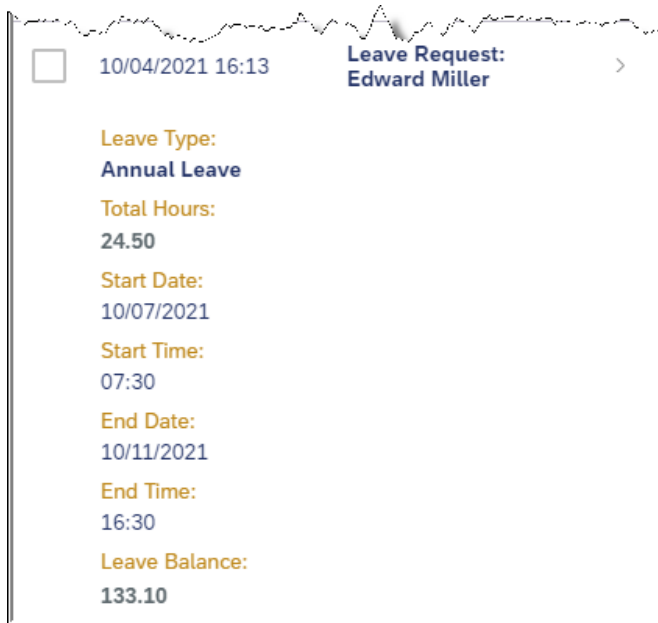 10/04/2021 16:13
Leave Request:
Edward Miller
Leave Type:
Annual Leave
Total Hours:
24.50
Start Date:
10/07/2021
Start Time:
07:30
End Date:
10/11/2021
End Time:
16:30
Leave Balance:
133.10